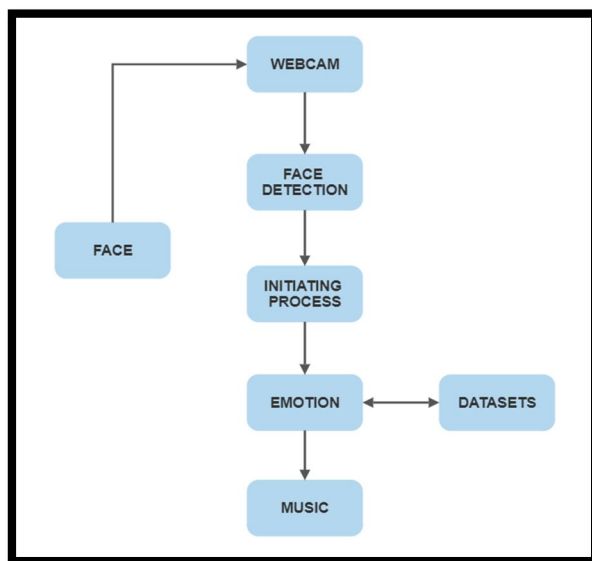 WEBCAM
FACE
DETECTION
FACE
INITIATING
PROCESS
EMOTION
DATASETS
MUSIC